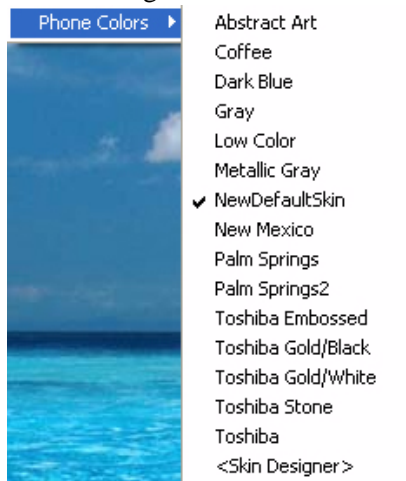 Phone Colors
Abstract Art
Coffee
Dark Blue
Gray
Low Color
Metallic Gray
NewDefaultSkin
New Mexico
Palm Springs
Palm Springs2
Toshiba Embossed
Toshiba Gold/Black
Toshiba Gold/White
Toshiba Stone
Toshiba
<Skin Designer>